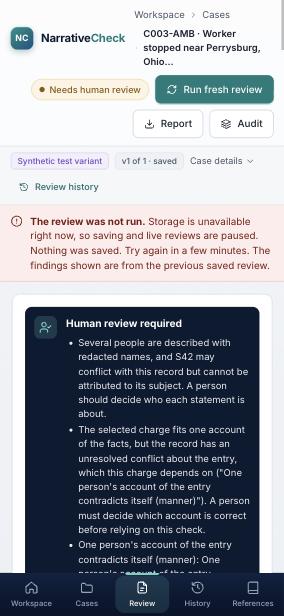 Workspace > Cases
NC NarrativeCheck
C003-AMB · Worker
stopped near Perrysburg,
Ohio...
Needs human review
Run fresh review
Report
Audit
Synthetic test variant
v1 of 1 · saved
Case details
Review history
The review was not run. Storage is unavailable
right now, so saving and live reviews are paused.
Nothing was saved. Try again in a few minutes. The
findings shown are from the previous saved review.
Human review required
• Several people are described with
redacted names, and S42 may
conflict with this record but cannot be
attributed to its subject. A person
should decide who each statement is
about.
• The selected charge fits one account
of the facts, but the record has an
unresolved conflict about the entry,
which this charge depends on ("One
person's account of the entry
contradicts itself (manner)"). A person
must decide which account is correct
before relying on this check.
• One person's account of the entry
contradicts itself (manner): One
person's account of the entry
Workspace
Cases
Review
History
References